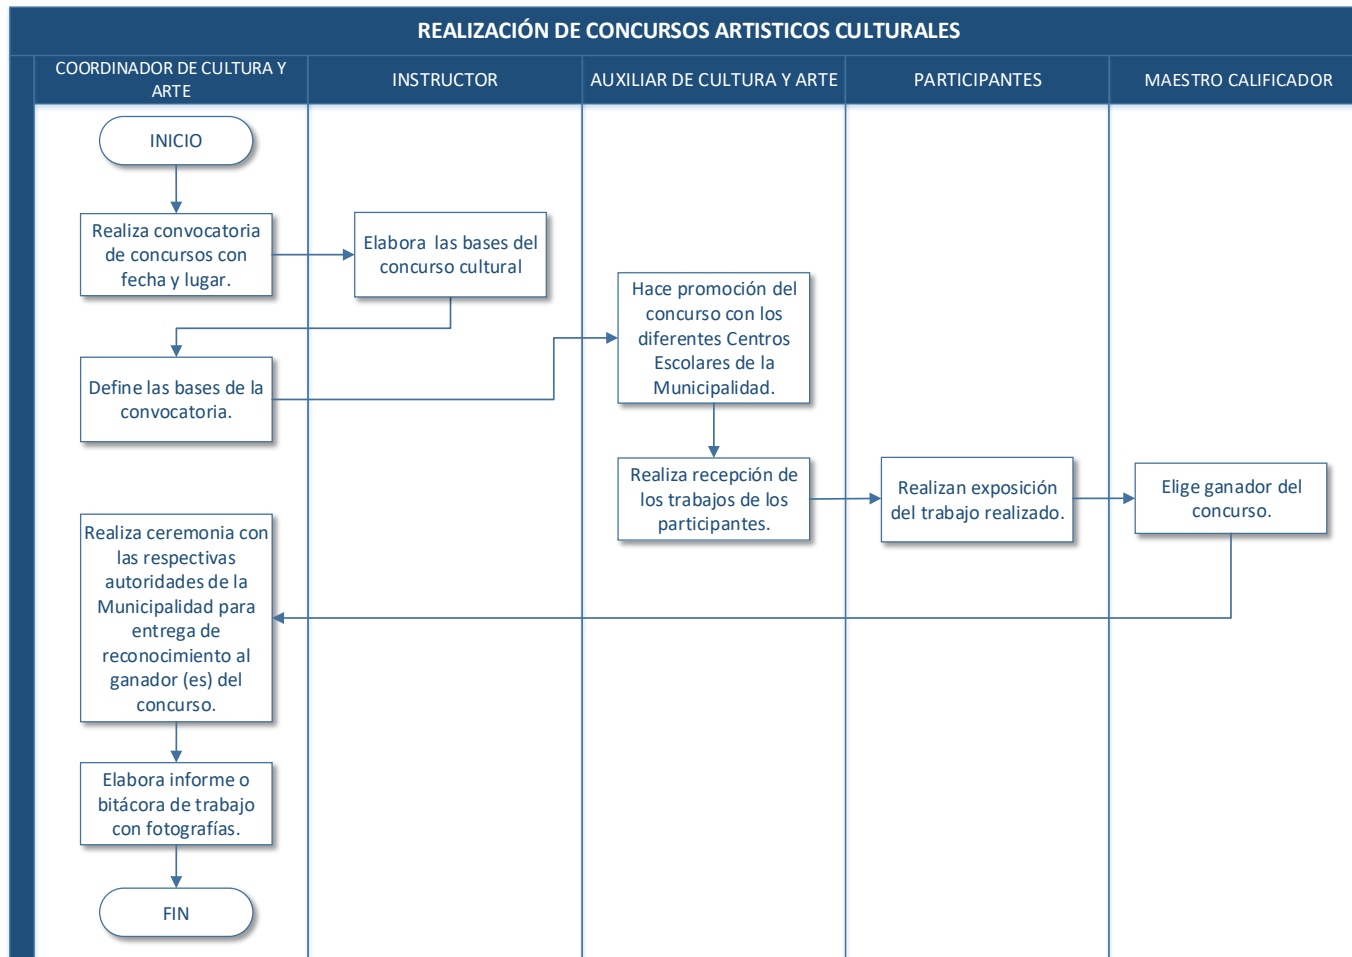 REALIZACIÓN DE CONCURSOS ARTISTICOS CULTURALES
COORDINADOR DE CULTURA Y
ARTE
INSTRUCTOR
AUXILIAR DE CULTURA Y ARTE
PARTICIPANTES
MAESTRO CALIFICADOR
INICIO
Realiza convocatoria
de concursos con
fecha y lugar.
Elabora las bases del
concurso cultural
Define las bases de la
convocatoria.
Hace promoción del
concurso con los
diferentes Centros
Escolares de la
Municipalidad.
Realiza recepción de
los trabajos de los
participantes.
Realizan exposición
del trabajo realizado.
Elige ganador del
concurso.
Realiza ceremonia con
las respectivas
autoridades de la
Municipalidad para
entrega de
reconocimiento al
ganador (es) del
concurso.
Elabora informe o
bitácora de trabajo
con fotografías.
FIN